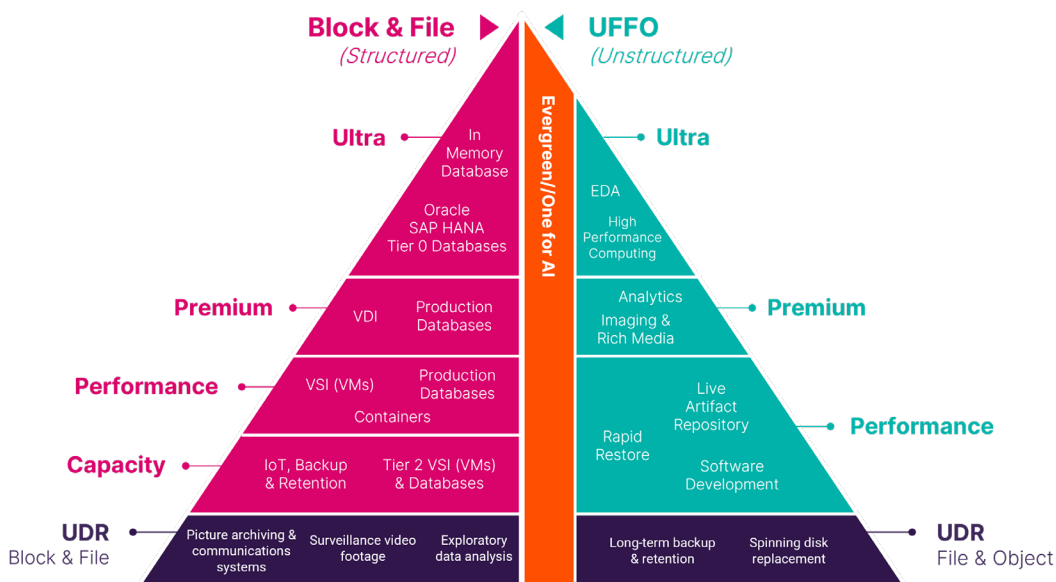 Block & File
(Structured)
UFFO
(Unstructured)
Evergreen//One for AI
Ultra
In
Memory
Database
Oracle
SAP HANA
Tier 0 Databases
Ultra
EDA
High
Performance
Computing
Premium
VDI
Production
Databases
Analytics
Imaging &
Rich Media
Premium
Performance
VSI (VMs)
Production
Databases
Containers
Live
Artifact
Repository
Rapid
Restore
Software
Development
Performance
Capacity
IoT, Backup
& Retention
Tier 2 VSI (VMs)
& Databases
UDR
Block & File
Picture archiving &
communications
systems
Surveillance video
footage
Exploratory
data analysis
Long-term backup
& retention
Spinning disk
replacement
UDR
File & Object